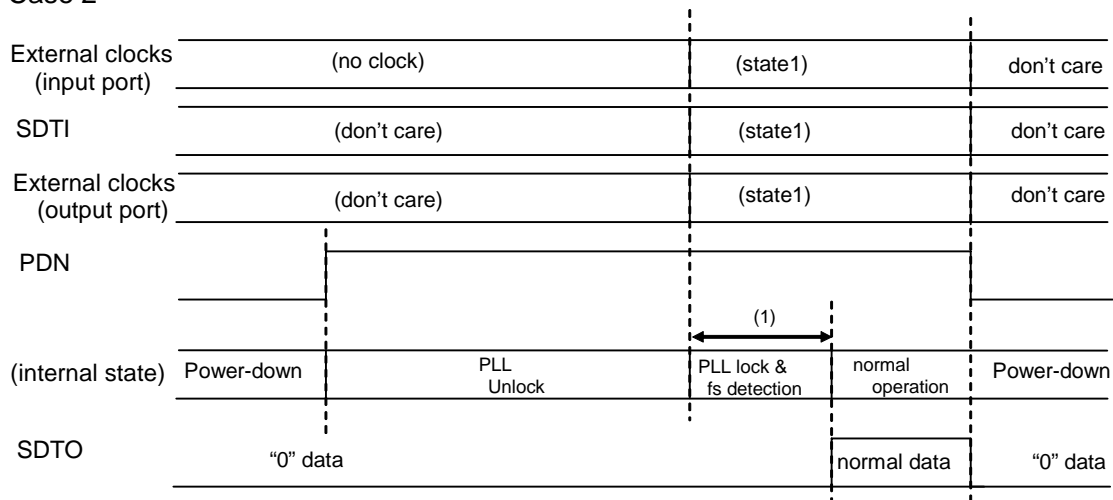 Case 2
External clocks
(input port)
(no clock)
(state1)
don't care
SDTI
(don't care)
(state1)
don't care
External clocks
(output port)
(don't care)
(state1)
don't care
PDN
(1)
(internal state)
Power-down
PLL
Unlock
PLL lock &
fs detection
normal
operation
Power-down
SDTO
“0” data
normal data
“0” data